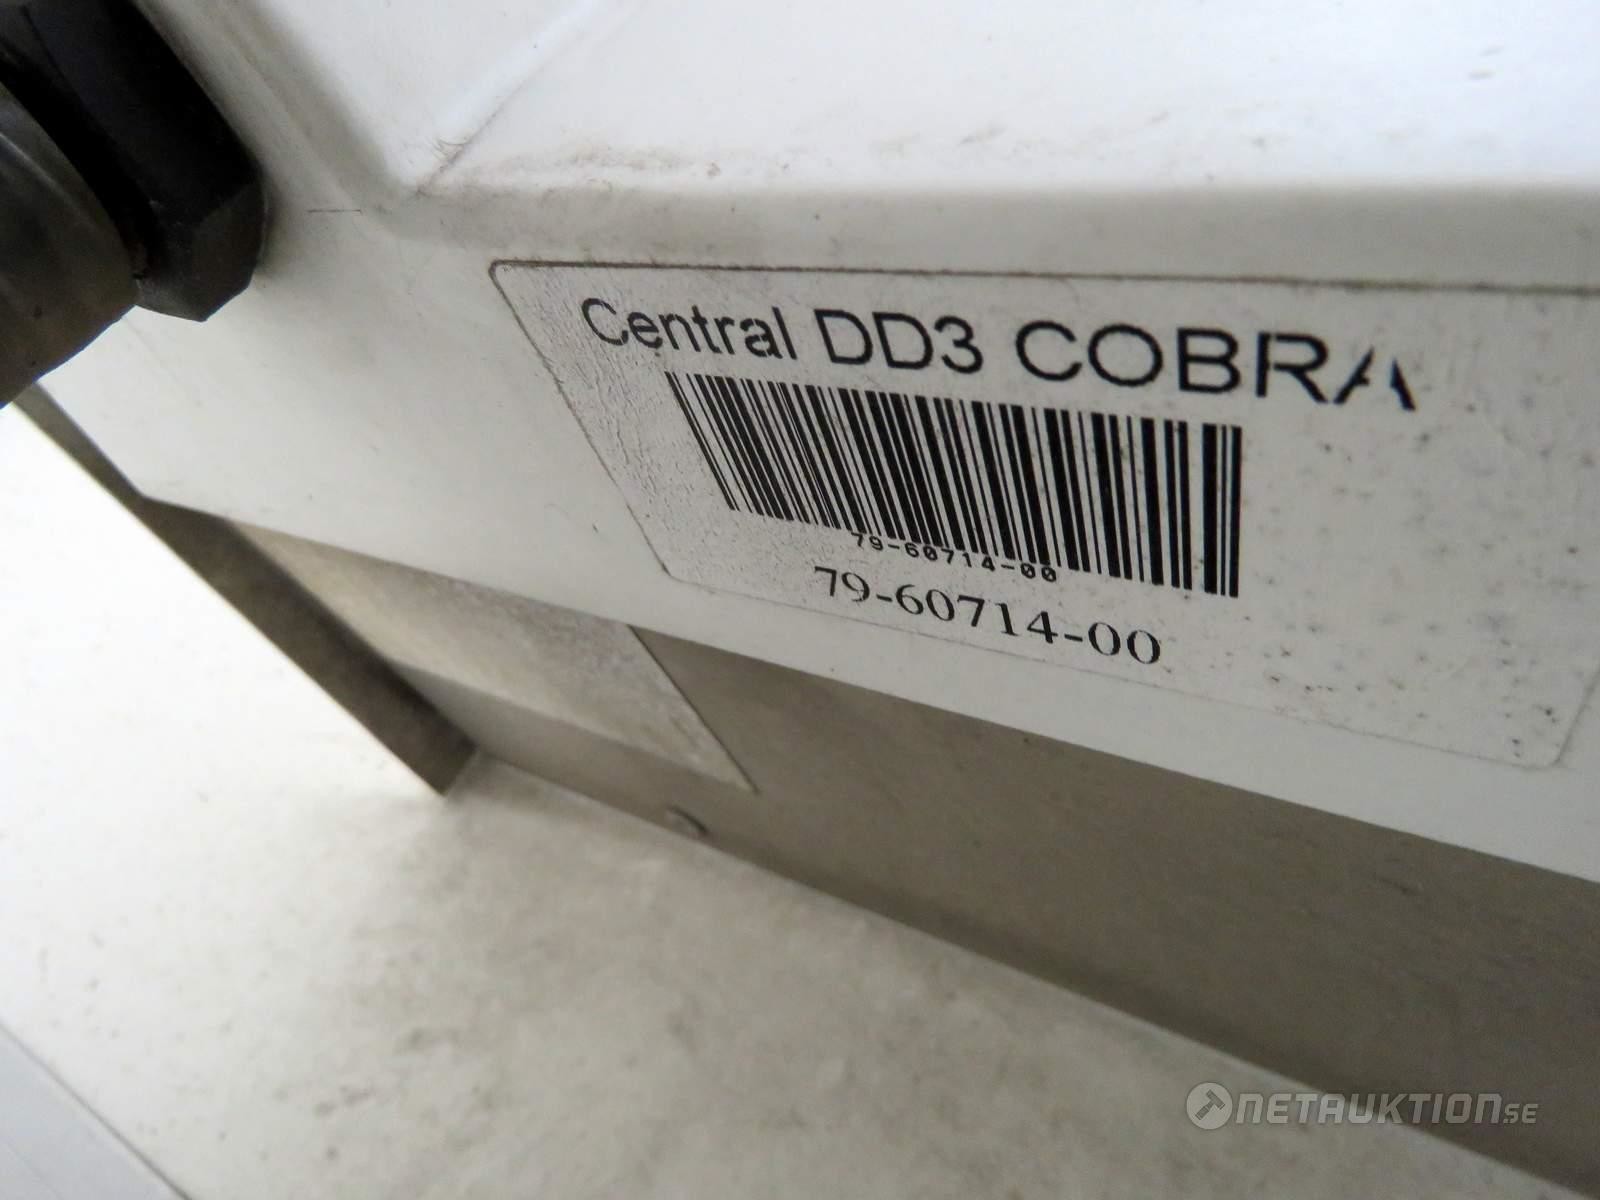 Central DD3 COBRA
79-60714-00
79-60714-00
NETAUKTION.SE